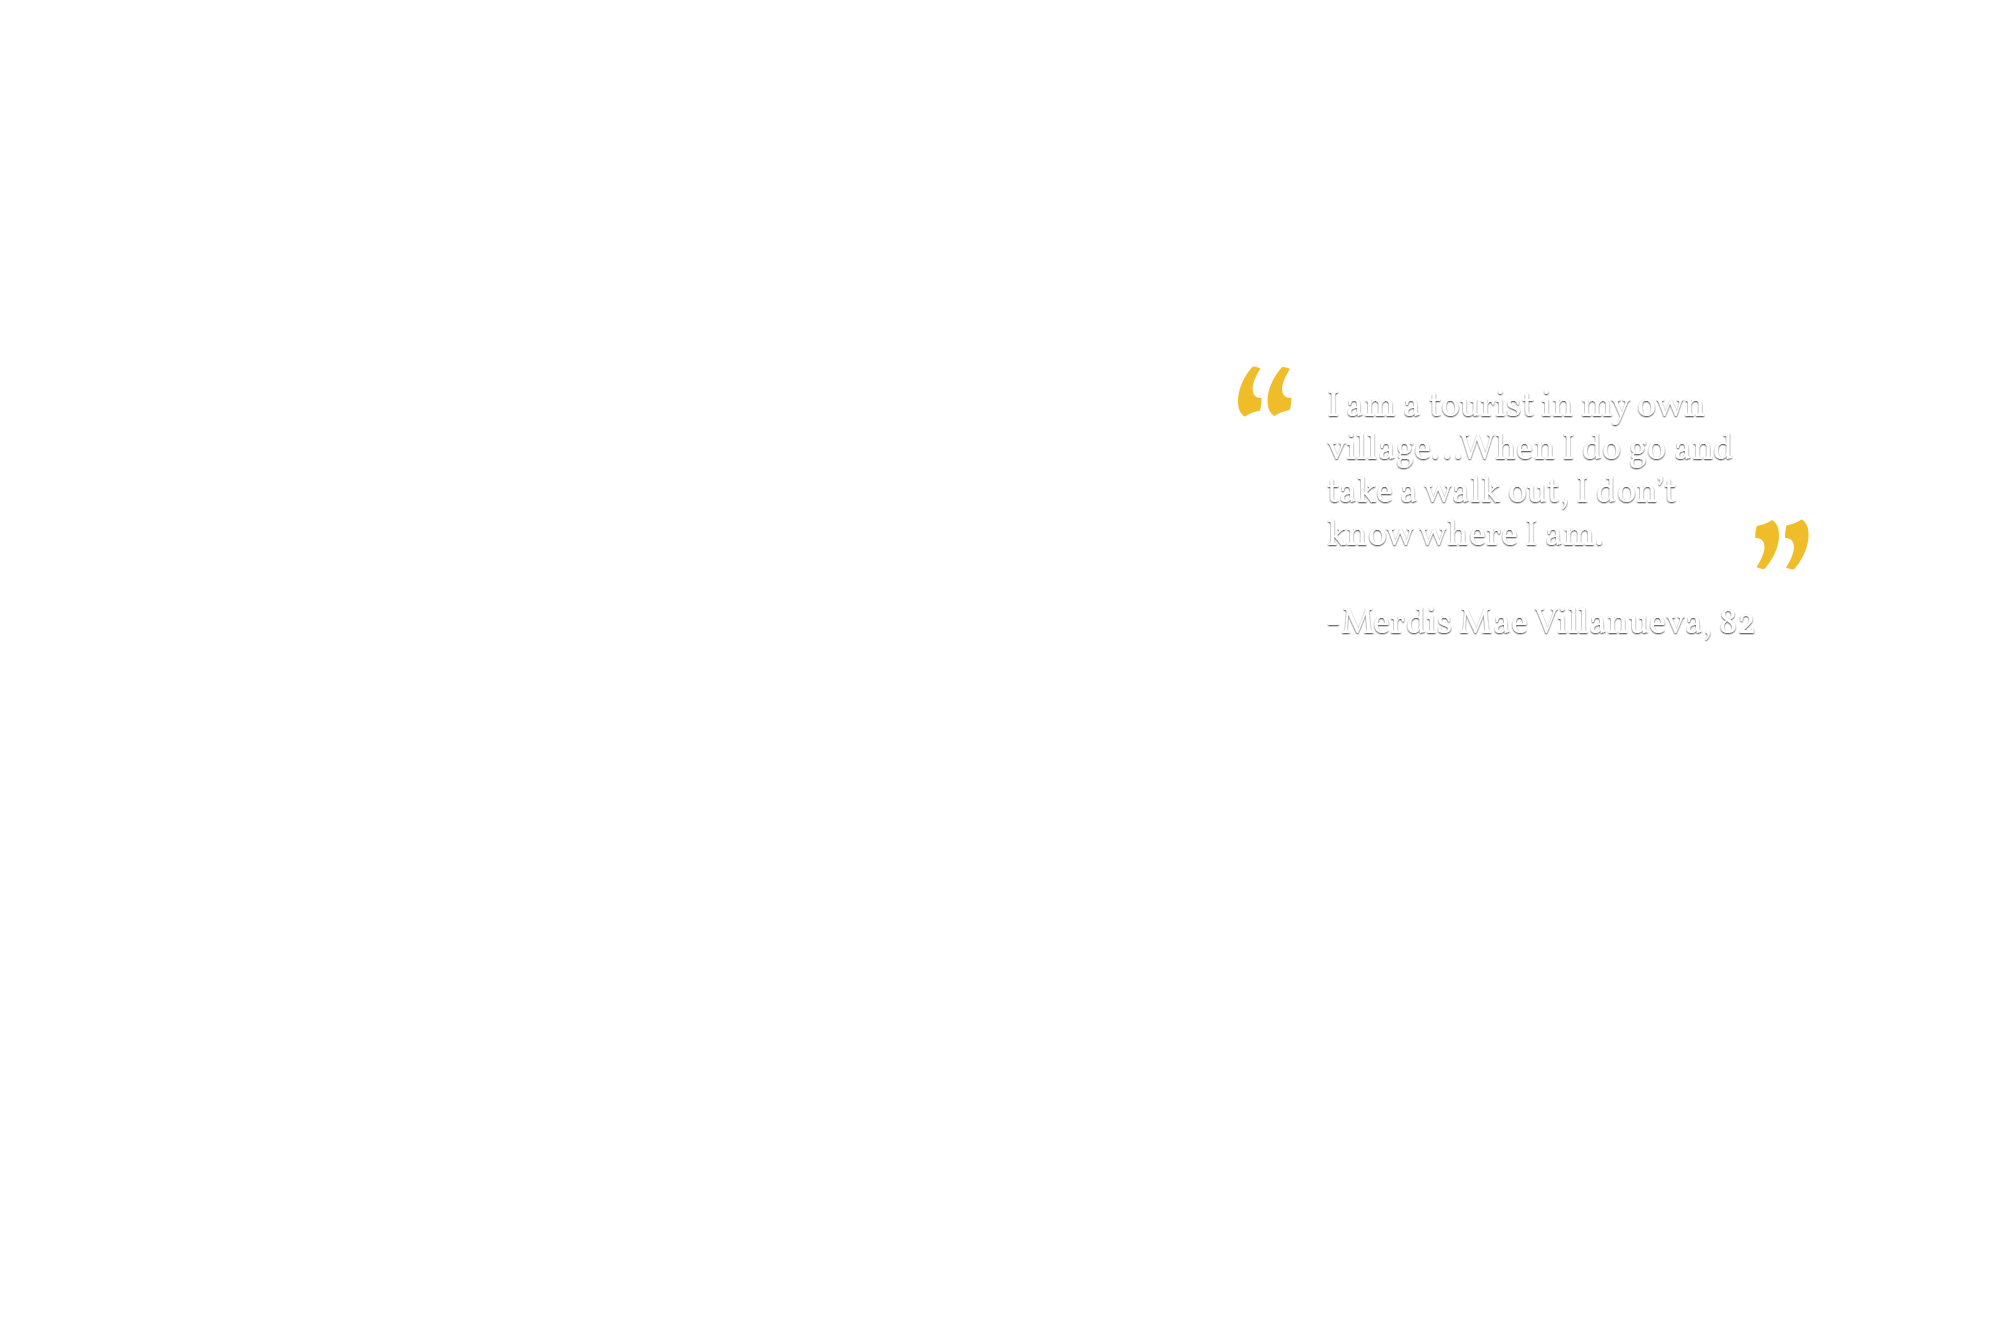 “ I am a tourist in my own
village…When I do go and
take a walk out, I don’t
know where I am. ”
-Merdis Mae Villanueva, 82